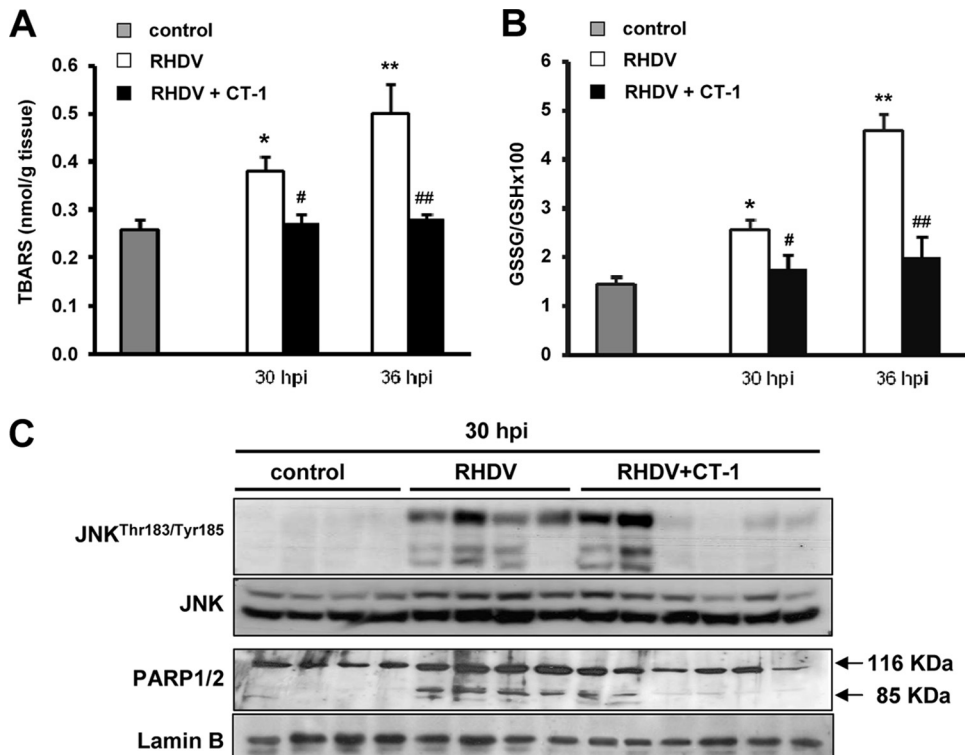 A
control
RHDV
RHDV + CT-1
TBARS (nmol/g tissue)
0.6
0.5
0.4
0.3
0.2
0.1
0.0
*
#
**
##
30 hpi
36 hpi
B
control
RHDV
RHDV + CT-1
GSSG/GSHx100
6
5
4
3
2
1
0
*
#
**
##
30 hpi
36 hpi
C
30 hpi
control RHDV RHDV+CT-1
JNKThr183/Tyr185
JNK
PARP1/2
116 KDa
85 KDa
Lamin B